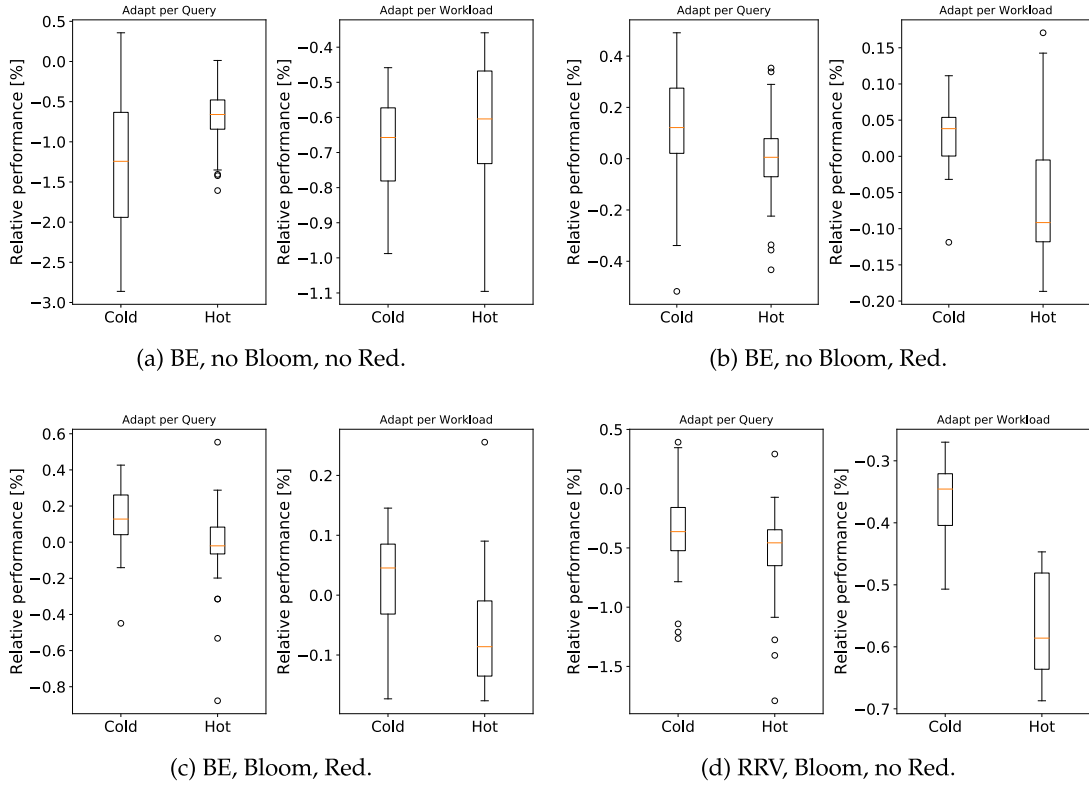 Adapt per Query
Relative performance [%]
0.5
0.0
−0.5
−1.0
−1.5
−2.0
−2.5
−3.0
Cold
Hot
Adapt per Workload
Relative performance [%]
−0.4
−0.5
−0.6
−0.7
−0.8
−0.9
−1.0
−1.1
Cold
Hot
(a) BE, no Bloom, no Red.
Adapt per Query
Relative performance [%]
0.4
0.2
0.0
−0.2
−0.4
Cold
Hot
Adapt per Workload
Relative performance [%]
0.15
0.10
0.05
0.00
−0.05
−0.10
−0.15
−0.20
Cold
Hot
(b) BE, no Bloom, Red.
Adapt per Query
Relative performance [%]
0.6
0.4
0.2
0.0
−0.2
−0.4
−0.6
−0.8
Cold
Hot
Adapt per Workload
Relative performance [%]
0.2
0.1
0.0
−0.1
Cold
Hot
(c) BE, Bloom, Red.
Adapt per Query
Relative performance [%]
0.5
0.0
−0.5
−1.0
−1.5
Cold
Hot
Adapt per Workload
Relative performance [%]
−0.3
−0.4
−0.5
−0.6
−0.7
Cold
Hot
(d) RRV, Bloom, no Red.